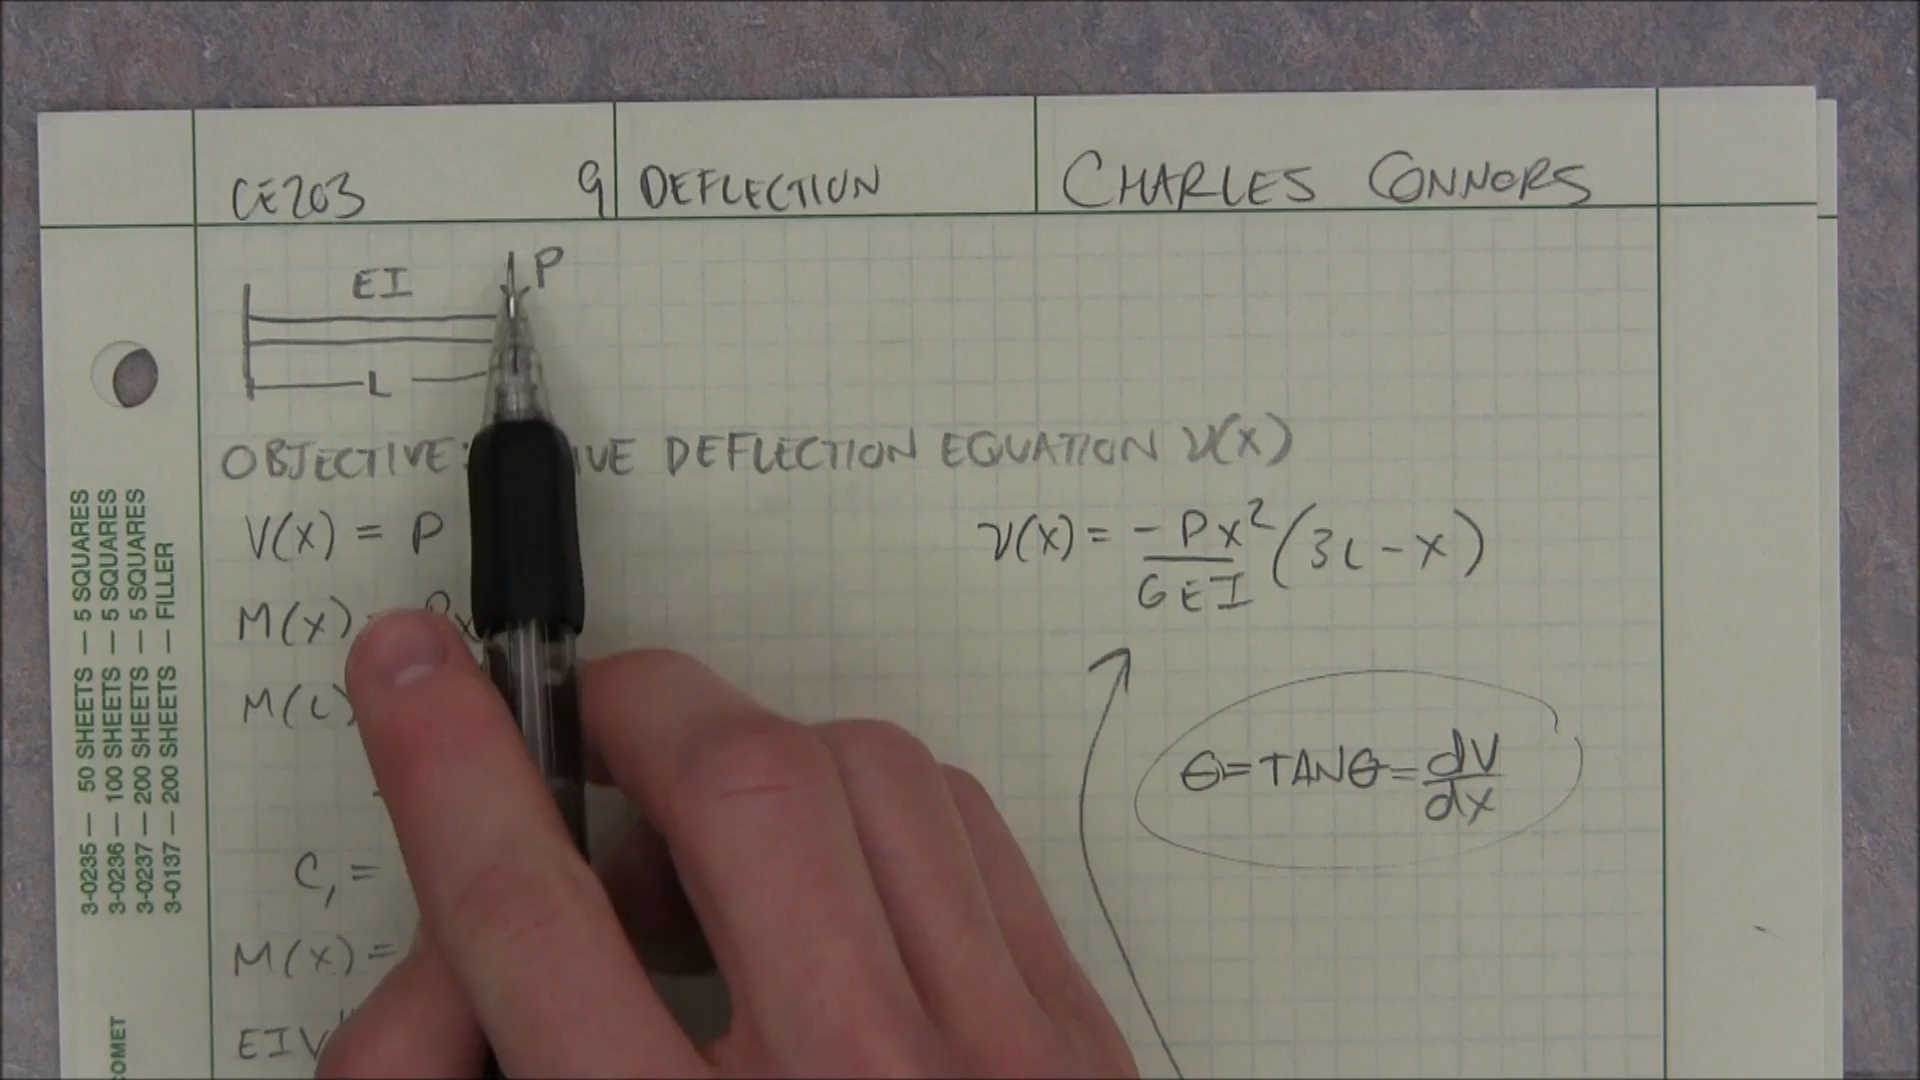 CE203
9
DEFLECTION
CHARLES CONNORS
EI
P
L
OBJECTIVE: DEFLECTION EQUATION v(x)
V(x) = P
M(x) = Px
M(L)
C₁ =
M(x) =
EIV"
v(x) = -Px²/6EI (3L-x)
θ=TANθ=dV/dx
3-0235 — 50 SHEETS — 5 SQUARES
3-0236 — 100 SHEETS — 5 SQUARES
3-0237 — 200 SHEETS — 5 SQUARES
3-0137 — 200 SHEETS — FILLER
COMET